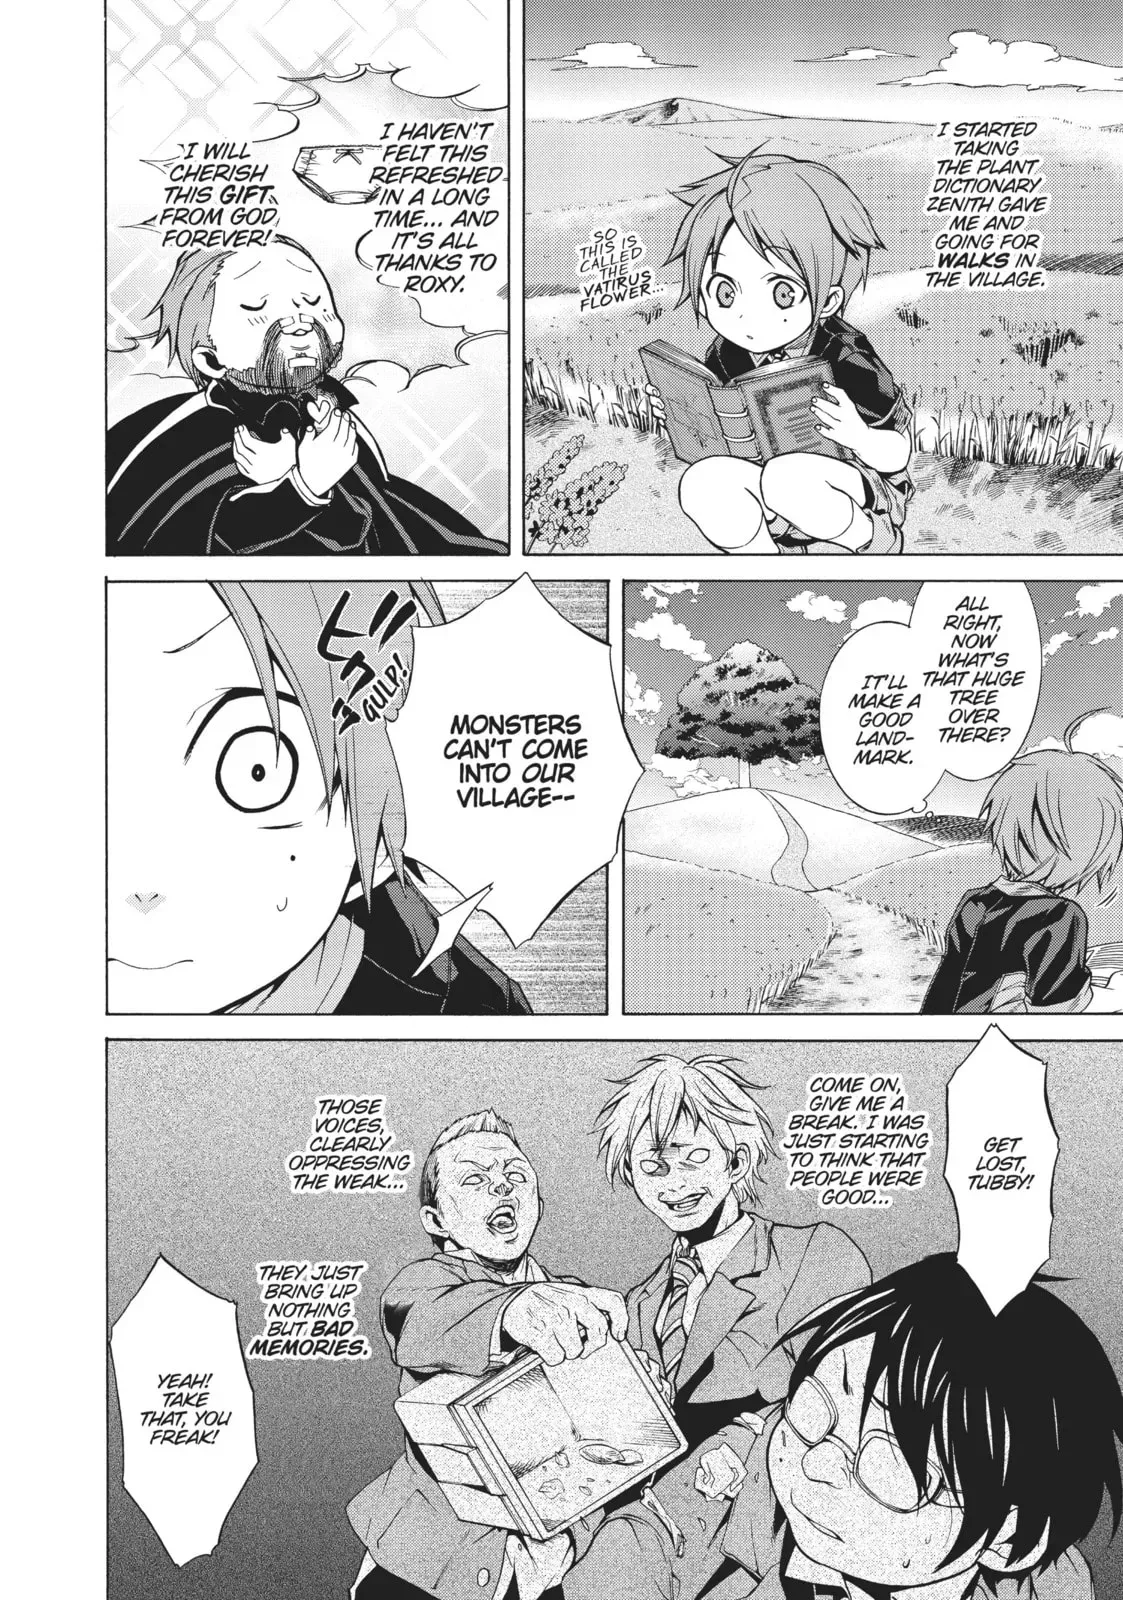 I STARTED
TAKING
THE PLANT
DICTIONARY
ZENITH GAVE
ME AND
GOING FOR
WALKS IN
THE VILLAGE.
SO
THIS IS
CALLED
THE
VATIRUS
FLOWER...
I HAVEN'T
FELT THIS
REFRESHED
IN A LONG
TIME... AND
IT'S ALL
THANKS TO
ROXY.
I WILL
CHERISH
THIS GIFT
FROM GOD
FOREVER!
ALL
RIGHT,
NOW
WHAT'S
THAT HUGE
TREE
OVER
THERE?
IT'LL
MAKE A
GOOD
LAND-
MARK.
MONSTERS
CAN'T COME
INTO OUR
VILLAGE--
ビクッ
GULP!
GET
LOST,
TUBBY!
COME ON,
GIVE ME A
BREAK. I WAS
JUST STARTING
TO THINK THAT
PEOPLE WERE
GOOD...
THOSE
VOICES,
CLEARLY
OPPRESSING
THE WEAK...
THEY JUST
BRING UP
NOTHING
BUT BAD
MEMORIES.
YEAH!
TAKE
THAT, YOU
FREAK!